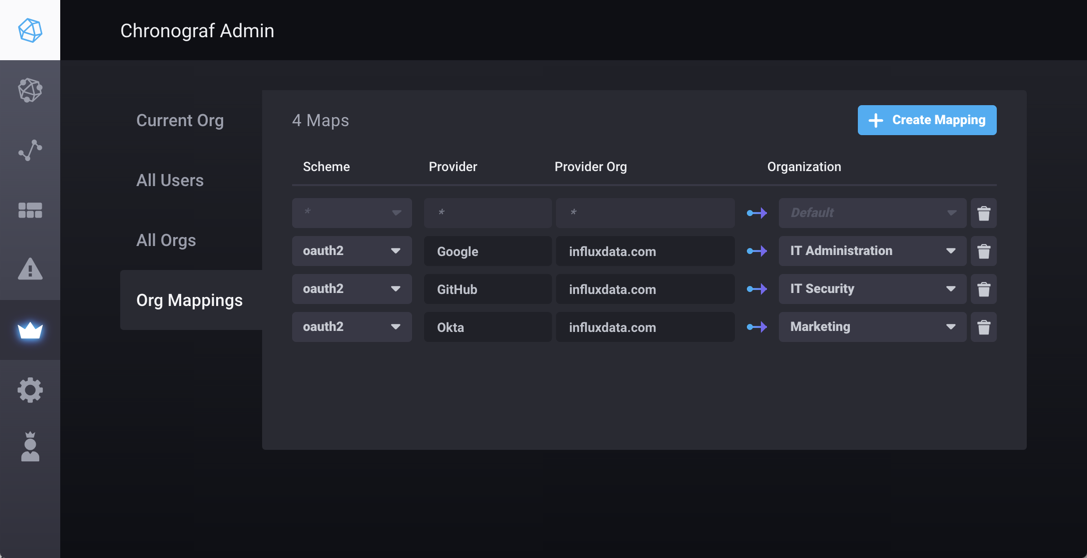 Chronograf Admin
Current Org
All Users
All Orgs
Org Mappings
4 Maps
Create Mapping
Scheme Provider Provider Org Organization
* * * Default
oauth2 Google influxdata.com IT Administration
oauth2 GitHub influxdata.com IT Security
oauth2 Okta influxdata.com Marketing